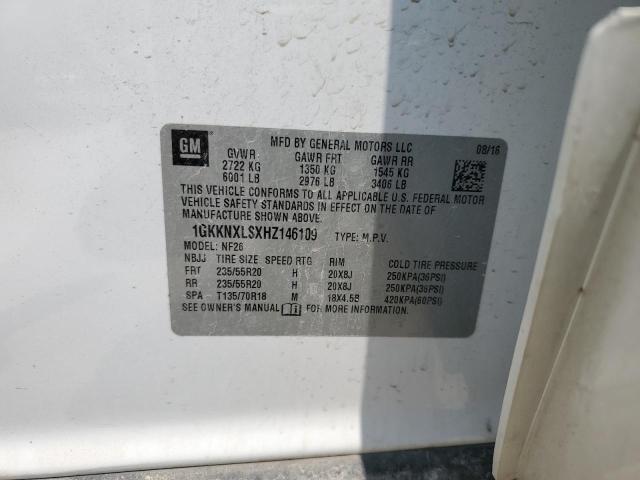 GM
MFD BY GENERAL MOTORS LLC 08/16
GVWR GAWR FRT GAWR RR
2722 KG 1350 KG 1545 KG
6001 LB 2976 LB 3406 LB
THIS VEHICLE CONFORMS TO ALL APPLICABLE U.S. FEDERAL MOTOR
VEHICLE SAFETY STANDARDS IN EFFECT ON THE DATE OF
MANUFACTURE SHOWN ABOVE.
1GKKNXLSXHZ146109 TYPE: M.P.V.
MODEL: NF26
NBJJ TIRE SIZE SPEED RTG RIM COLD TIRE PRESSURE
FRT 235/55R20 H 20X8J 250KPA(36PSI)
RR 235/55R20 H 20X8J 250KPA(36PSI)
SPA T135/70R18 M 18X4.5B 420KPA(60PSI)
SEE OWNER'S MANUAL FOR MORE INFORMATION.